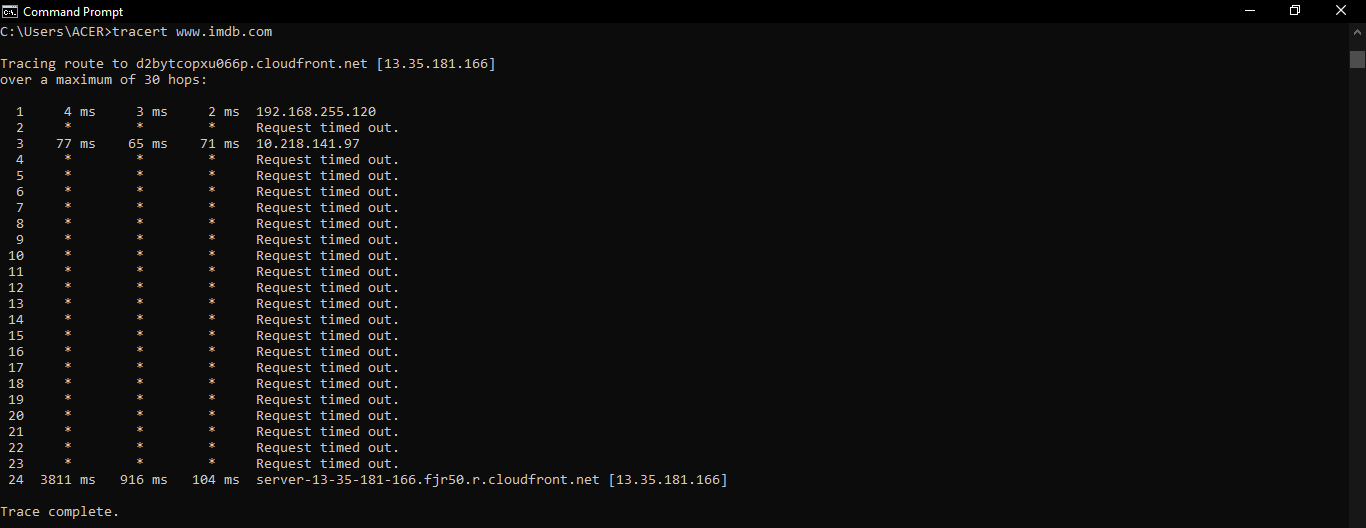 Command Prompt
C:\Users\ACER>tracert www.imdb.com
Tracing route to d2bytcopxu066p.cloudfront.net [13.35.181.166]
over a maximum of 30 hops:
1 4 ms 3 ms 2 ms 192.168.255.120
2 * * * Request timed out.
3 77 ms 65 ms 71 ms 10.218.141.97
4 * * * Request timed out.
5 * * * Request timed out.
6 * * * Request timed out.
7 * * * Request timed out.
8 * * * Request timed out.
9 * * * Request timed out.
10 * * * Request timed out.
11 * * * Request timed out.
12 * * * Request timed out.
13 * * * Request timed out.
14 * * * Request timed out.
15 * * * Request timed out.
16 * * * Request timed out.
17 * * * Request timed out.
18 * * * Request timed out.
19 * * * Request timed out.
20 * * * Request timed out.
21 * * * Request timed out.
22 * * * Request timed out.
23 * * * Request timed out.
24 3811 ms 916 ms 104 ms server-13-35-181-166.fjr50.r.cloudfront.net [13.35.181.166]
Trace complete.